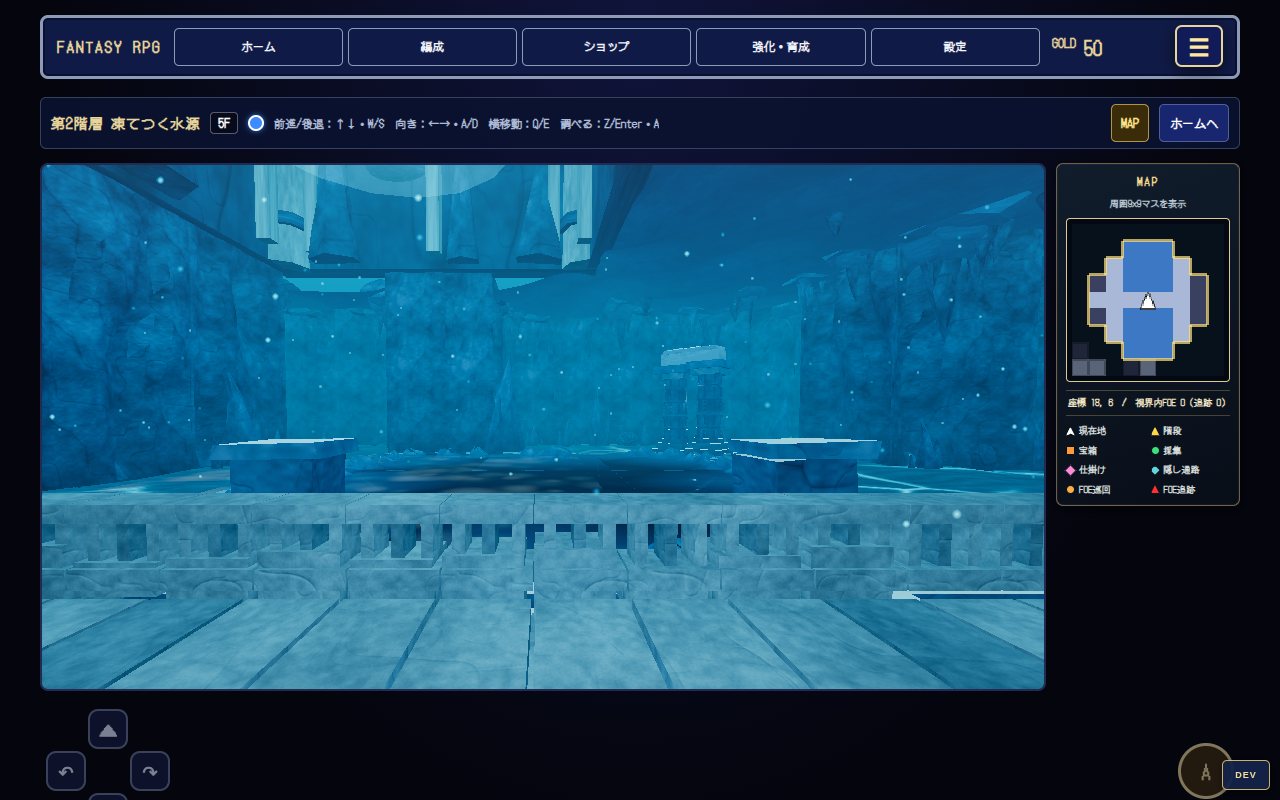 FANTASY RPG
ホーム
編成
ショップ
強化・育成
設定
GOLD 50
第2階層 凍てつく水源
5F
前進/後退：↑↓・W/S 向き：←→・A/D 横移動：Q/E 調べる：Z/Enter・A
MAP
ホームへ
MAP
周囲9x9マスを表示
座標 18, 6 / 視界内FOE 0（追跡 0）
現在地
階段
宝箱
採集
仕掛け
隠し通路
FOE巡回
FOE追跡
A
DEV